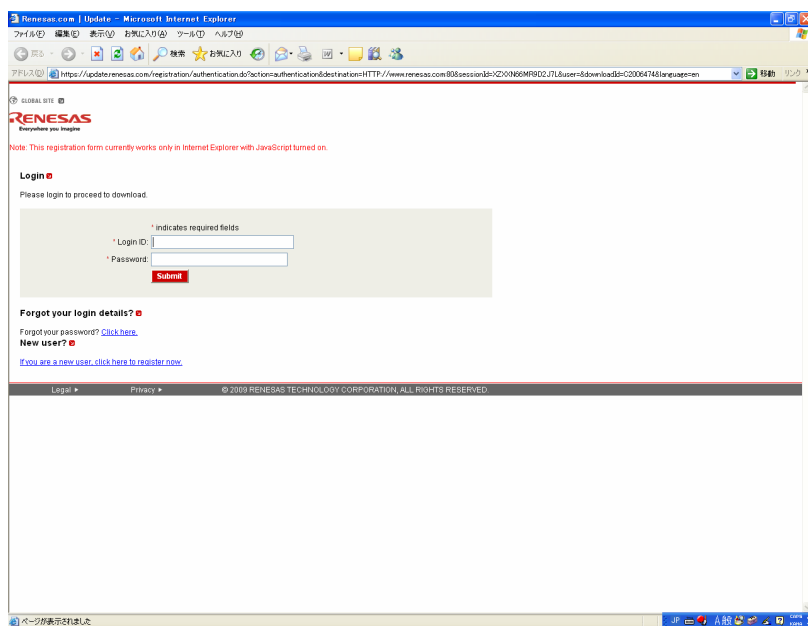 Renesas.com | Update - Microsoft Internet Explorer
ファイル(F) 編集(E) 表示(V) お気に入り(A) ツール(T) ヘルプ(H)
戻る 検索 お気に入り
アドレス(D) https://update.renesas.com/registration/authentication.do?action=authentication&destination=HTTP://www.renesas.com:80&sessionId=XZXXN66MR9D2J7L&user=&downloadId=C2006474&language=en 移動 リンク
GLOBAL SITE
RENESAS
Everywhere you imagine
Note: This registration form currently works only in Internet Explorer with JavaScript turned on.
Login
Please login to proceed to download.
* indicates required fields
* Login ID:
* Password:
Submit
Forgot your login details?
Forgot your password? Click here.
New user?
If you are a new user, click here to register now.
Legal Privacy © 2009 RENESAS TECHNOLOGY CORPORATION, ALL RIGHTS RESERVED.
ページが表示されました JP A 般 CAPS KANA